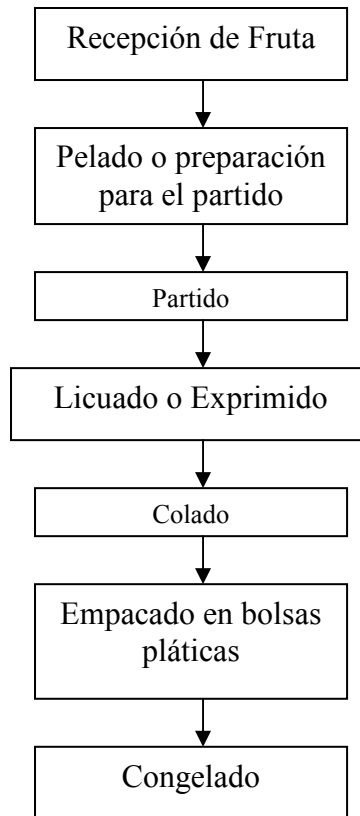 Recepción de Fruta
Pelado o preparación
para el partido
Partido
Licuado o Exprimido
Colado
Empacado en bolsas
pláticas
Congelado